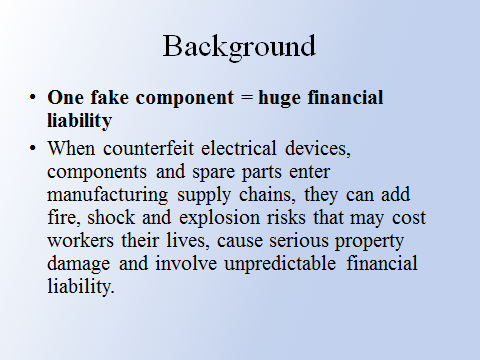 Background
• One fake component = huge financial
liability
• When counterfeit electrical devices,
components and spare parts enter
manufacturing supply chains, they can add
fire, shock and explosion risks that may cost
workers their lives, cause serious property
damage and involve unpredictable financial
liability.